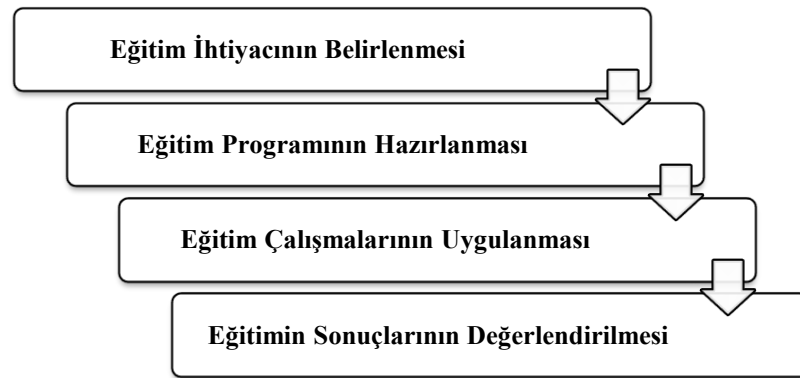 Eğitim İhtiyacının Belirlenmesi
Eğitim Programının Hazırlanması
Eğitim Çalışmalarının Uygulanması
Eğitimin Sonuçlarının Değerlendirilmesi